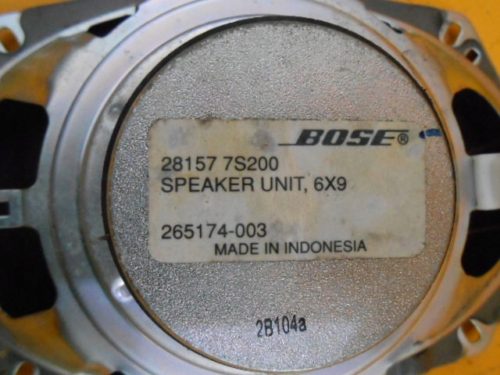 BOSE®
28157 7S200
SPEAKER UNIT, 6X9
265174-003
MADE IN INDONESIA
2B104a